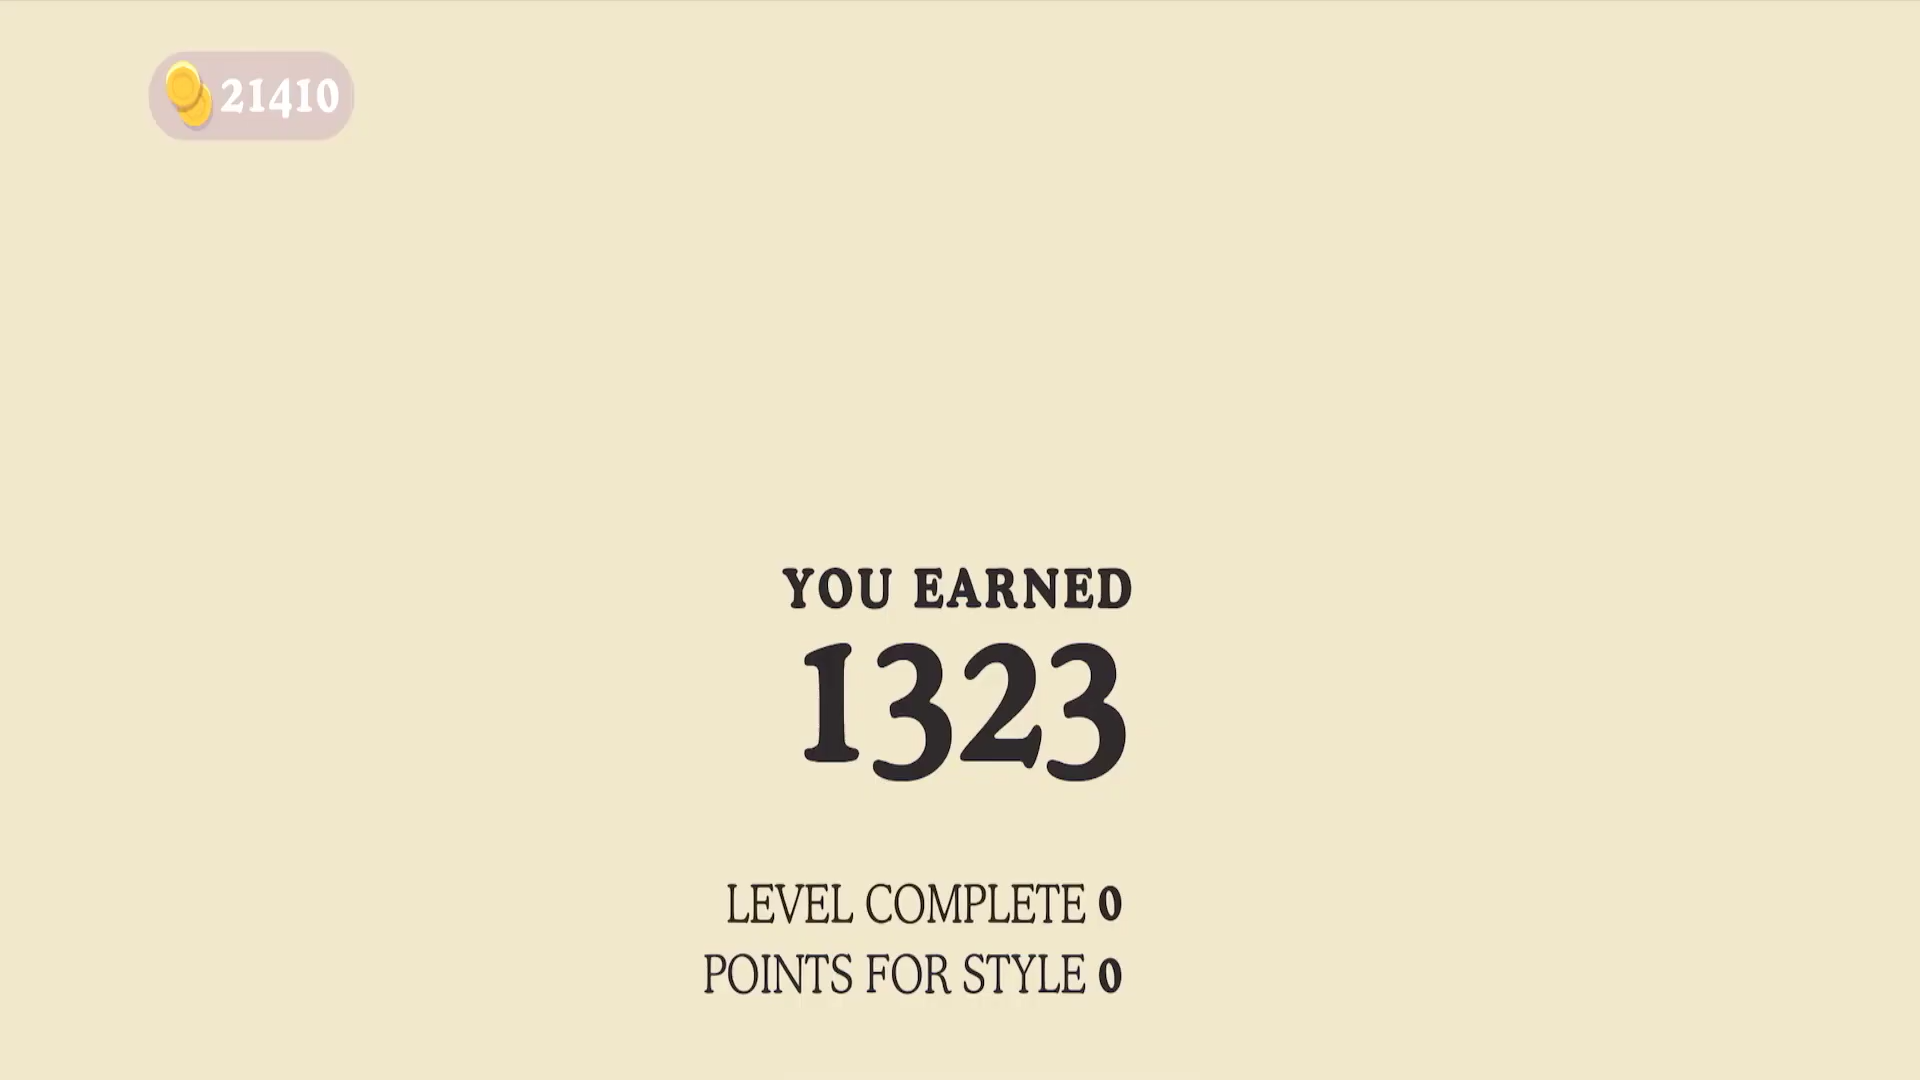 21410
YOU EARNED
1323
LEVEL COMPLETE 0
POINTS FOR STYLE 0